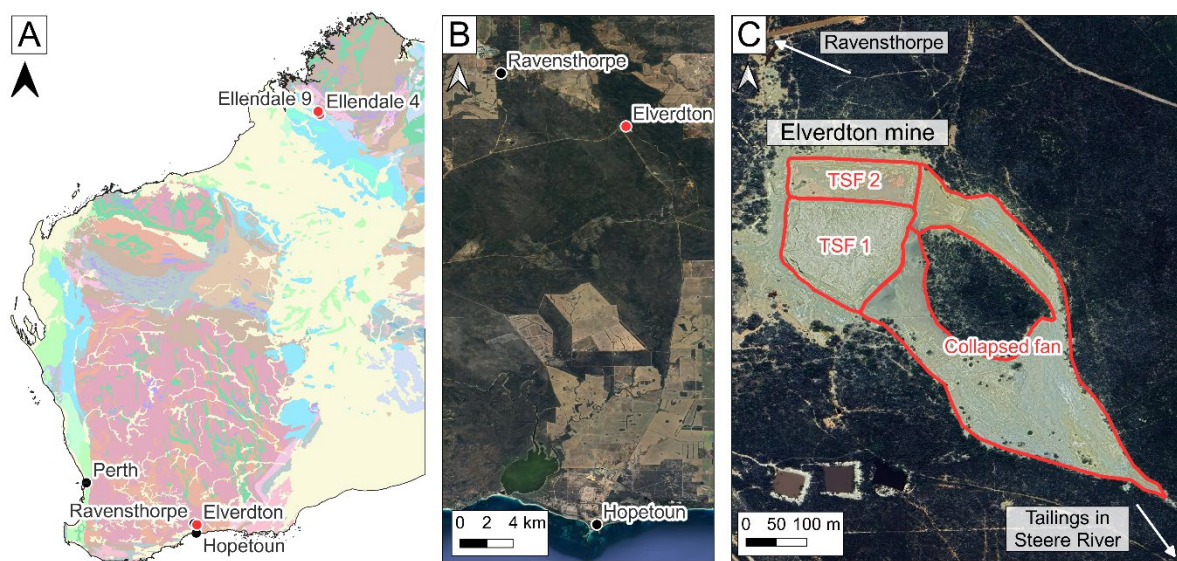 A
Ellendale 9
Ellendale 4
Perth
Ravensthorpe
Elverdton
Hopetoun
B
Ravensthorpe
Elverdton
0 2 4 km
Hopetoun
C
Ravensthorpe
Elverdton mine
TSF 2
TSF 1
Collapsed fan
0 50 100 m
Tailings in
Steere River